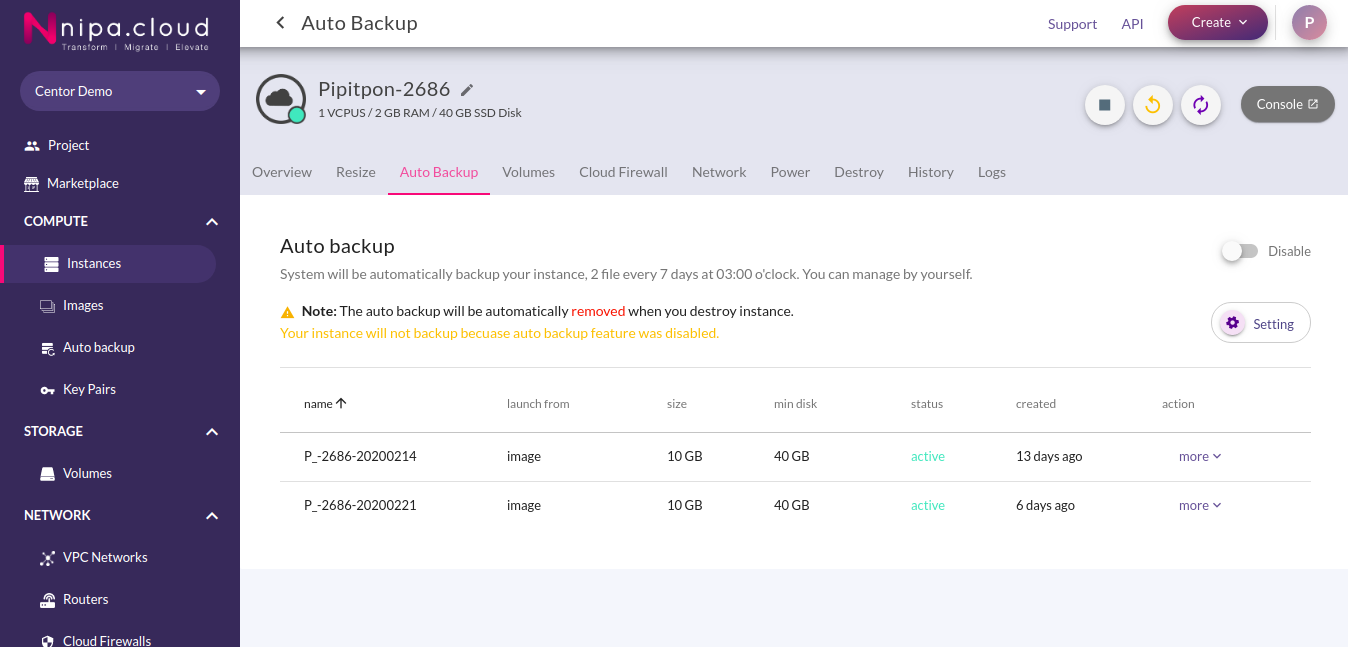 nipa.cloud
Transform | Migrate | Elevate
Centor Demo
Project
Marketplace
COMPUTE
Instances
Images
Auto backup
Key Pairs
STORAGE
Volumes
NETWORK
VPC Networks
Routers
Cloud Firewalls
Auto Backup
Support API Create P
Pipitpon-2686
1 VCPUS / 2 GB RAM / 40 GB SSD Disk
Console
Overview Resize Auto Backup Volumes Cloud Firewall Network Power Destroy History Logs
Auto backup
Disable
System will be automatically backup your instance, 2 file every 7 days at 03:00 o'clock. You can manage by yourself.
Note: The auto backup will be automatically removed when you destroy instance.
Your instance will not backup becuase auto backup feature was disabled.
Setting
name launch from size min disk status created action
P_-2686-20200214 image 10 GB 40 GB active 13 days ago more
P_-2686-20200221 image 10 GB 40 GB active 6 days ago more